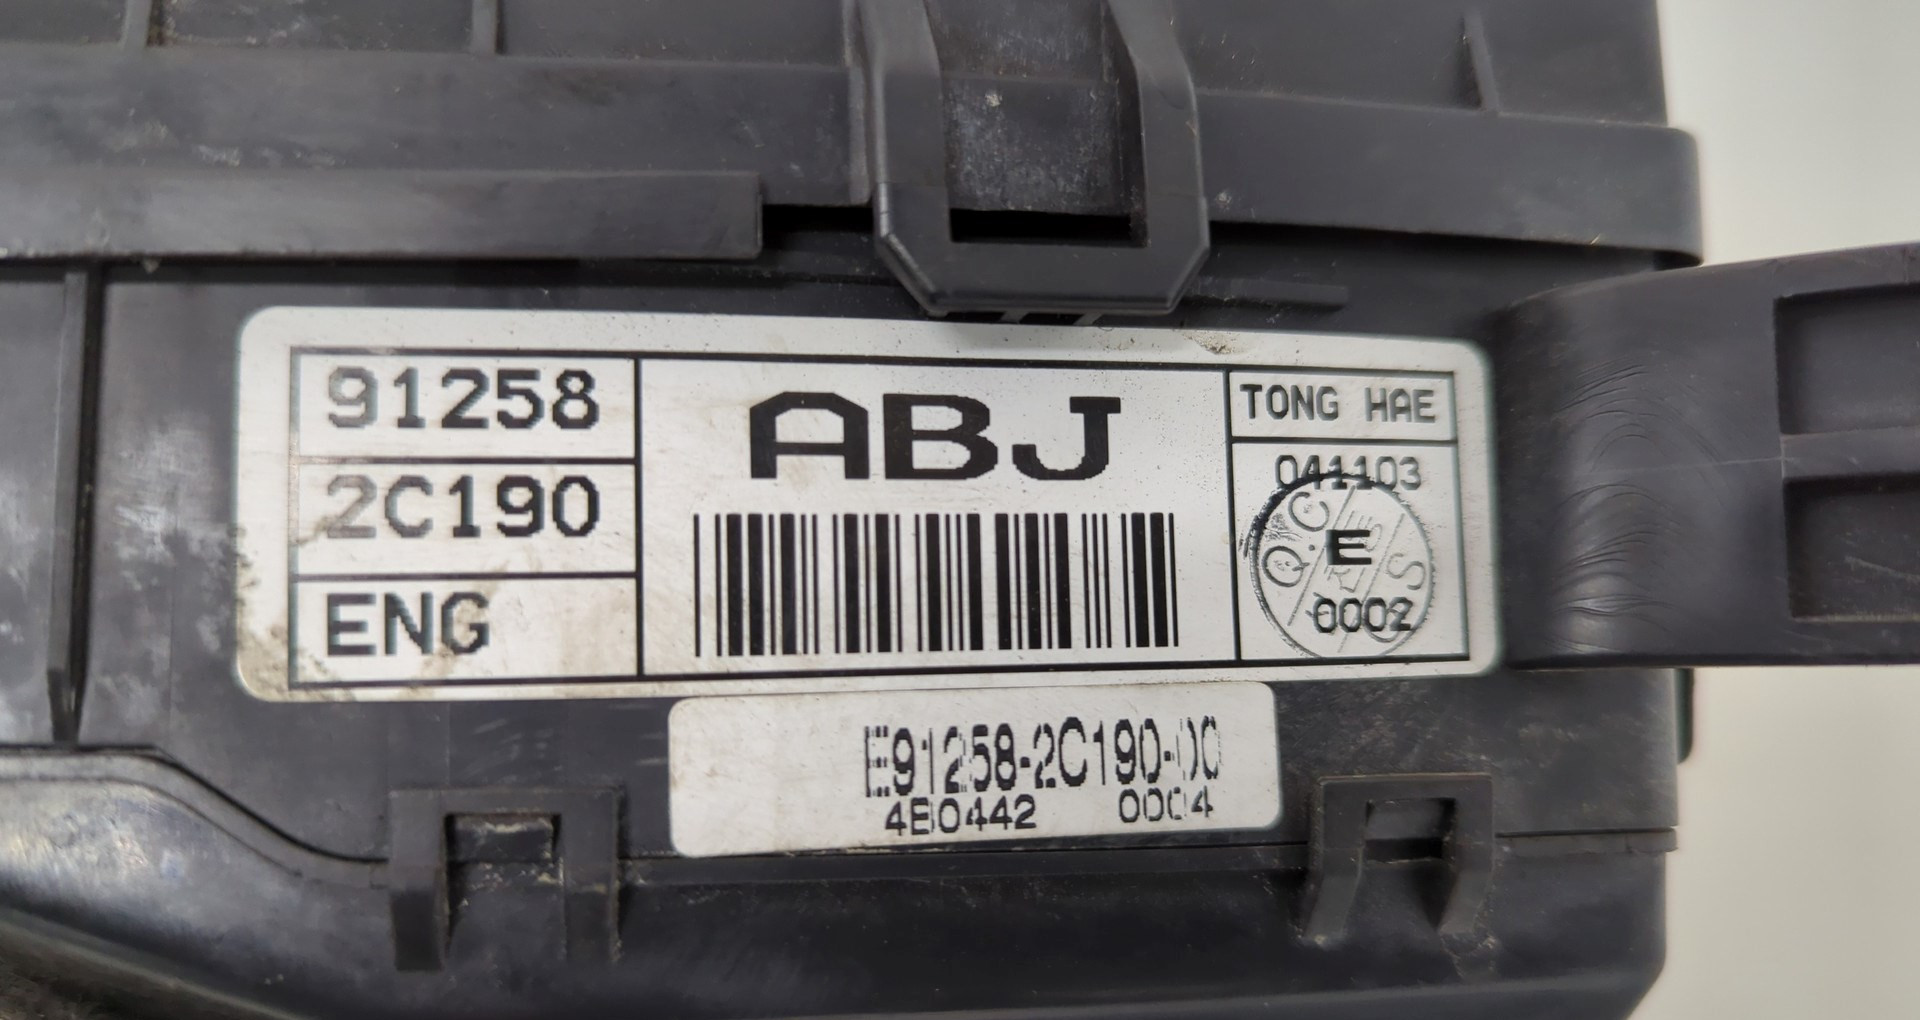 91258
2C190
ENG
ABJ
TONG HAE
041103
Q.C
E
S
0002
E91258-2C190-00
4B0442 0004